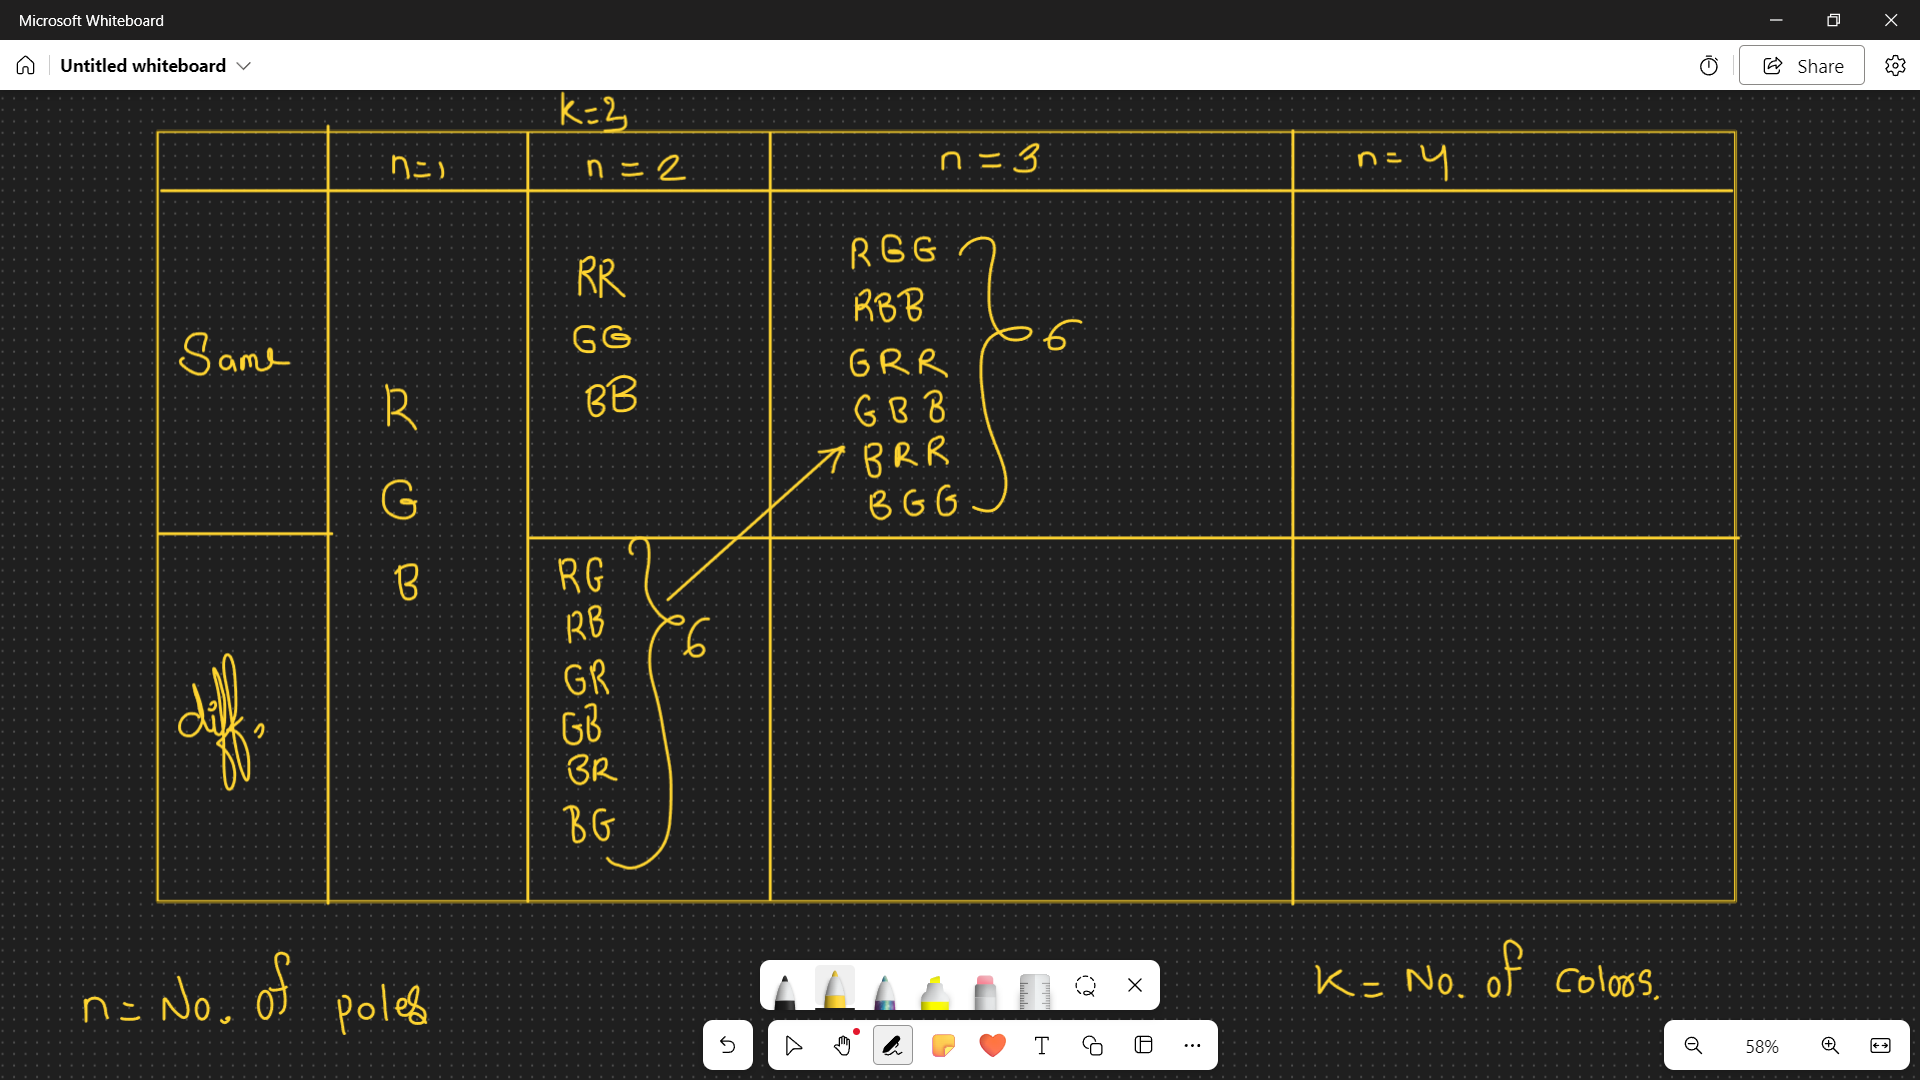 Microsoft Whiteboard
Untitled whiteboard
Share
k=3
n=1
n = 2
n = 3
n = 4
Same
R
G
B
RR
GG
BB
RGG
RBB
GRR
GBB
BRR
BGG
6
diff.
RG
RB
GR
GB
BR
BG
6
n = No. of poles
K = No. of Colors.
58%